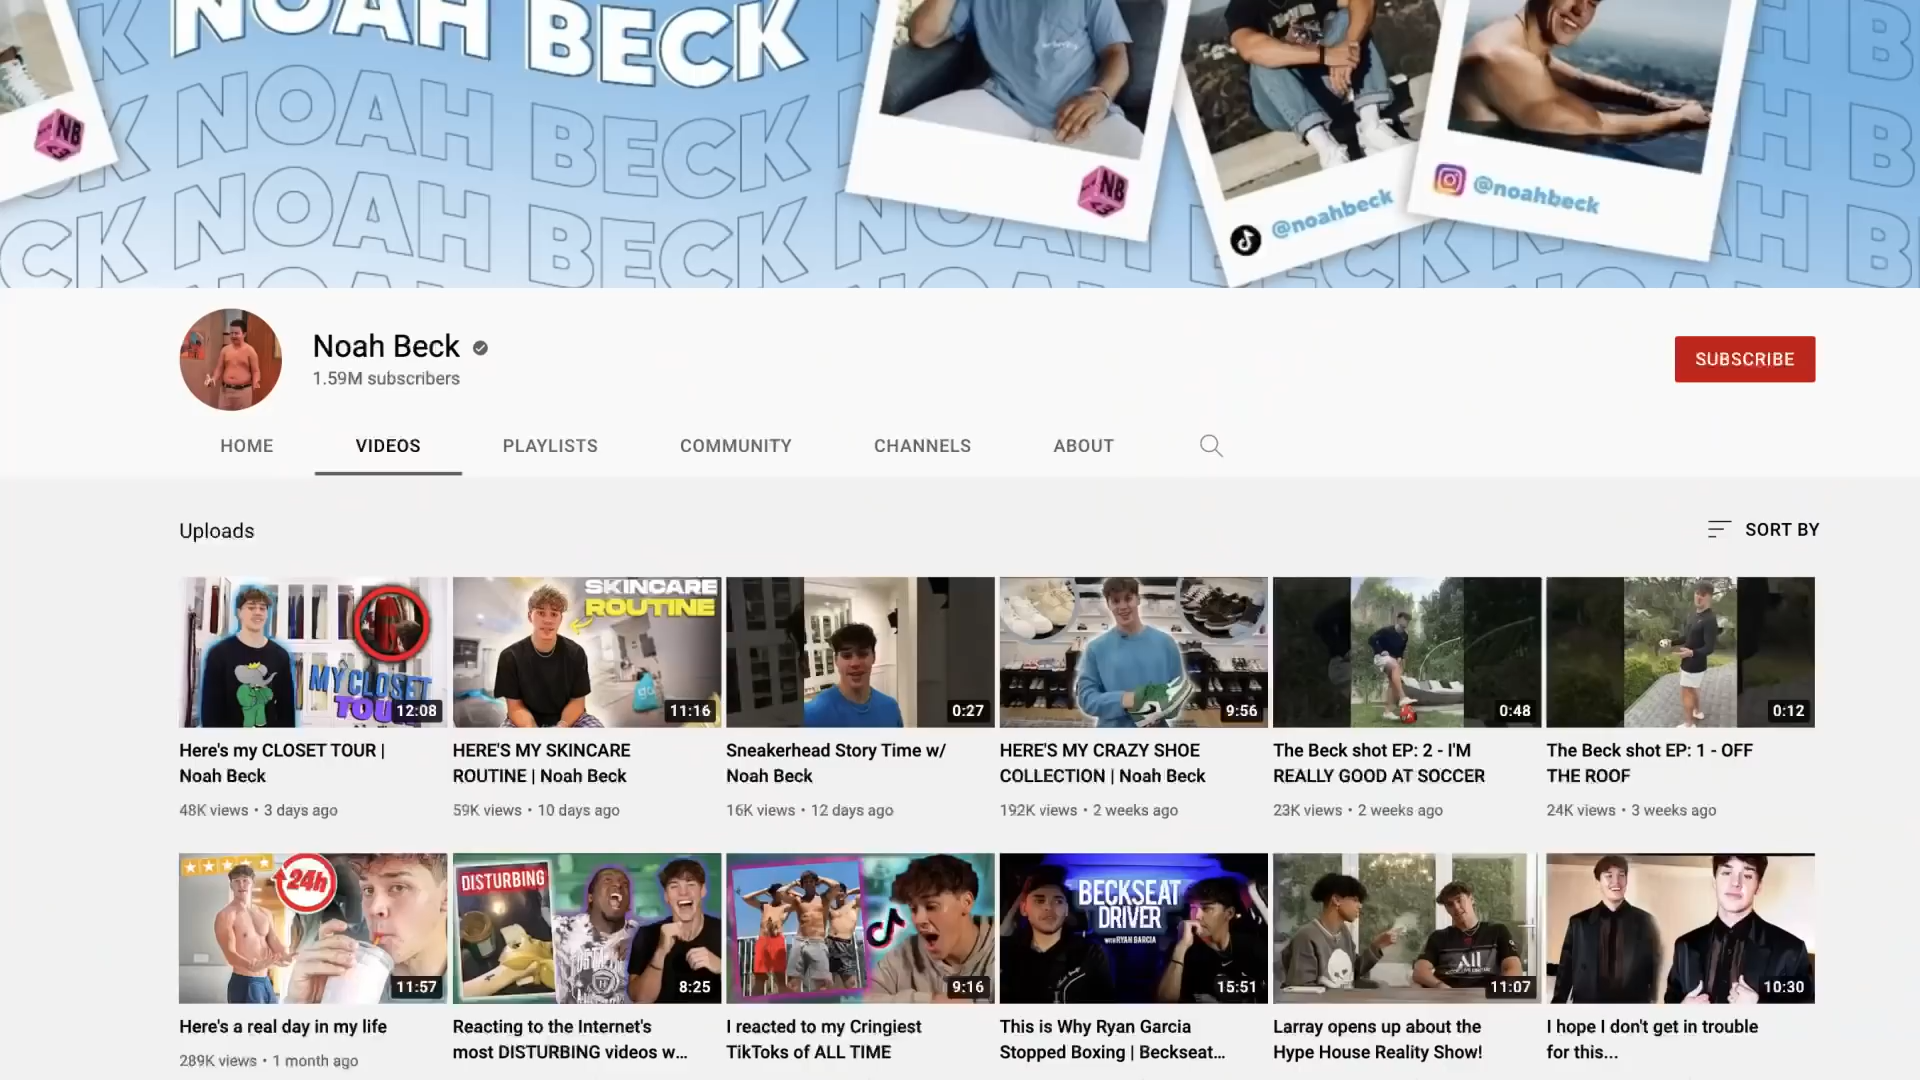 NOAH BECK
K NOAH BECK
CK NOAH BECK
NB
NB
@noahbeck
@noahbeck
Noah Beck
1.59M subscribers
SUBSCRIBE
HOME
VIDEOS
PLAYLISTS
COMMUNITY
CHANNELS
ABOUT
Uploads
SORT BY
MY CLOSET
TOUR
12:08
SKINCARE
ROUTINE
11:16
0:27
9:56
0:48
0:12
Here's my CLOSET TOUR |
Noah Beck
48K views • 3 days ago
HERE'S MY SKINCARE
ROUTINE | Noah Beck
59K views • 10 days ago
Sneakerhead Story Time w/
Noah Beck
16K views • 12 days ago
HERE'S MY CRAZY SHOE
COLLECTION | Noah Beck
192K views • 2 weeks ago
The Beck shot EP: 2 - I'M
REALLY GOOD AT SOCCER
23K views • 2 weeks ago
The Beck shot EP: 1 - OFF
THE ROOF
24K views • 3 weeks ago
24h
11:57
DISTURBING
8:25
9:16
BECKSEAT
DRIVER
WITH RYAN GARCIA
15:51
11:07
10:30
Here's a real day in my life
289K views • 1 month ago
Reacting to the Internet's
most DISTURBING videos w...
I reacted to my Cringiest
TikToks of ALL TIME
This is Why Ryan Garcia
Stopped Boxing | Beckseat...
Larray opens up about the
Hype House Reality Show!
I hope I don't get in trouble
for this...